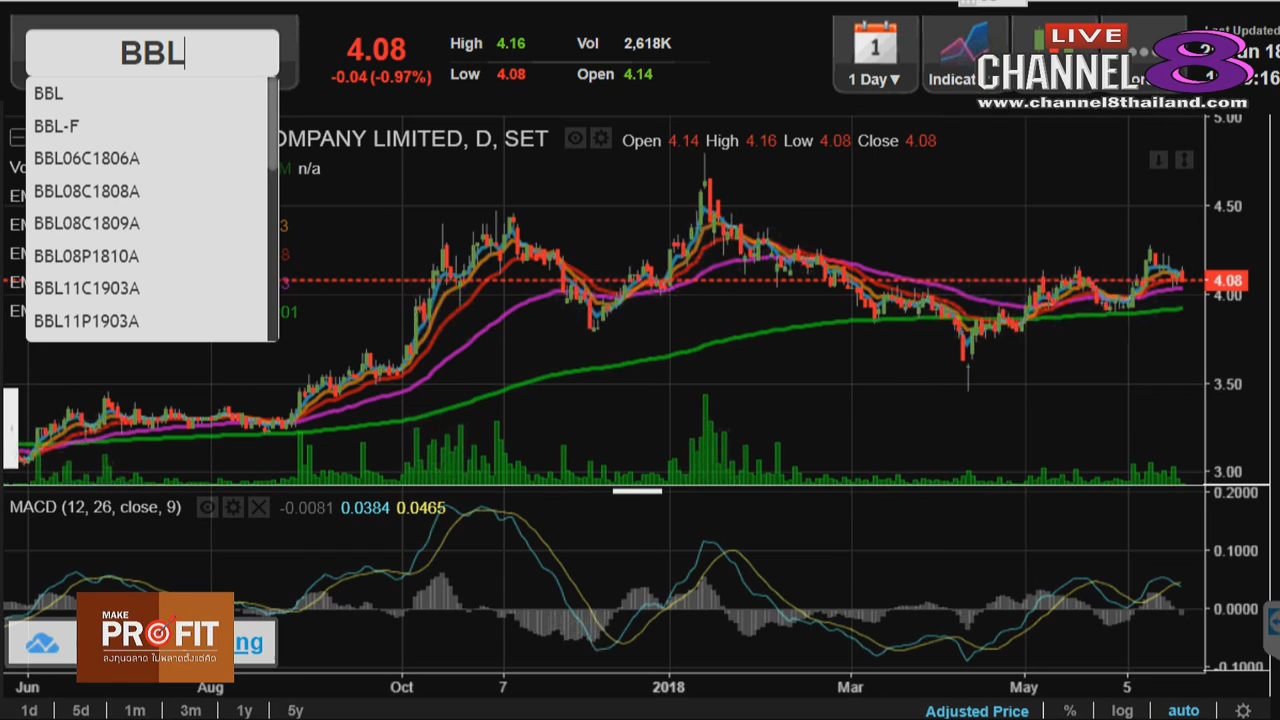 BBL
BBL
BBL-F
BBL06C1806A
BBL08C1808A
BBL08C1809A
BBL08P1810A
BBL11C1903A
BBL11P1903A
4.08
-0.04 (-0.97%)
High 4.16 Vol 2,618K
Low 4.08 Open 4.14
1 Day ▾
LIVE
CHANNEL 8
www.channel8thailand.com
Last Updated
OMPANY LIMITED, D, SET
Open 4.14 High 4.16 Low 4.08 Close 4.08
n/a
5.00
4.50
4.08
4.00
3.50
3.00
MACD (12, 26, close, 9) -0.0081 0.0384 0.0465
0.2000
0.1000
0.0000
-0.1000
MAKE
PROFIT
ลงทุนฉลาด ไม่พลาดตั้งแต่คิด
ng
Jun Aug Oct 7 2018 Mar May 5
1d 5d 1m 3m 1y 5y
Adjusted Price % log auto